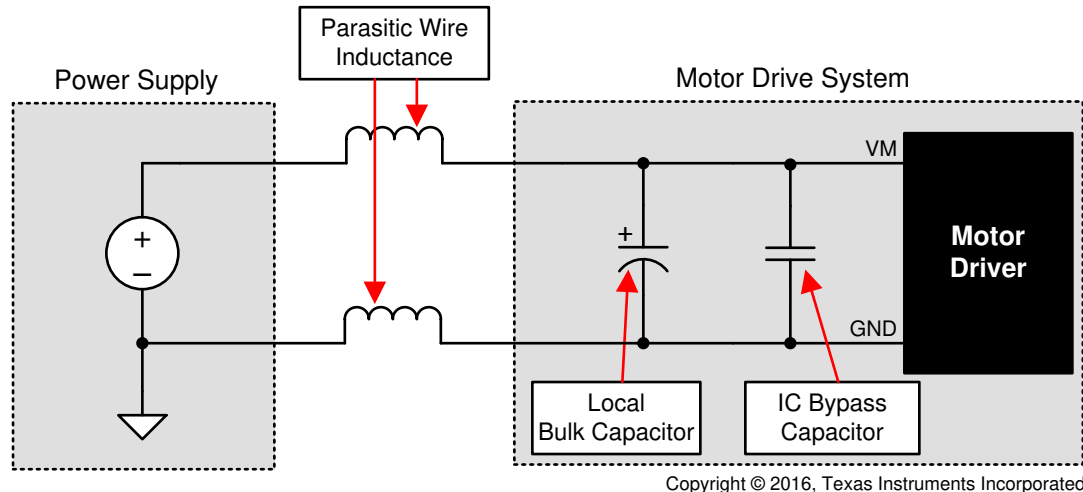 Parasitic Wire
Inductance
Power Supply
Motor Drive System
VM
+
–
+
Motor
Driver
GND
Local
Bulk Capacitor
IC Bypass
Capacitor
Copyright © 2016, Texas Instruments Incorporated